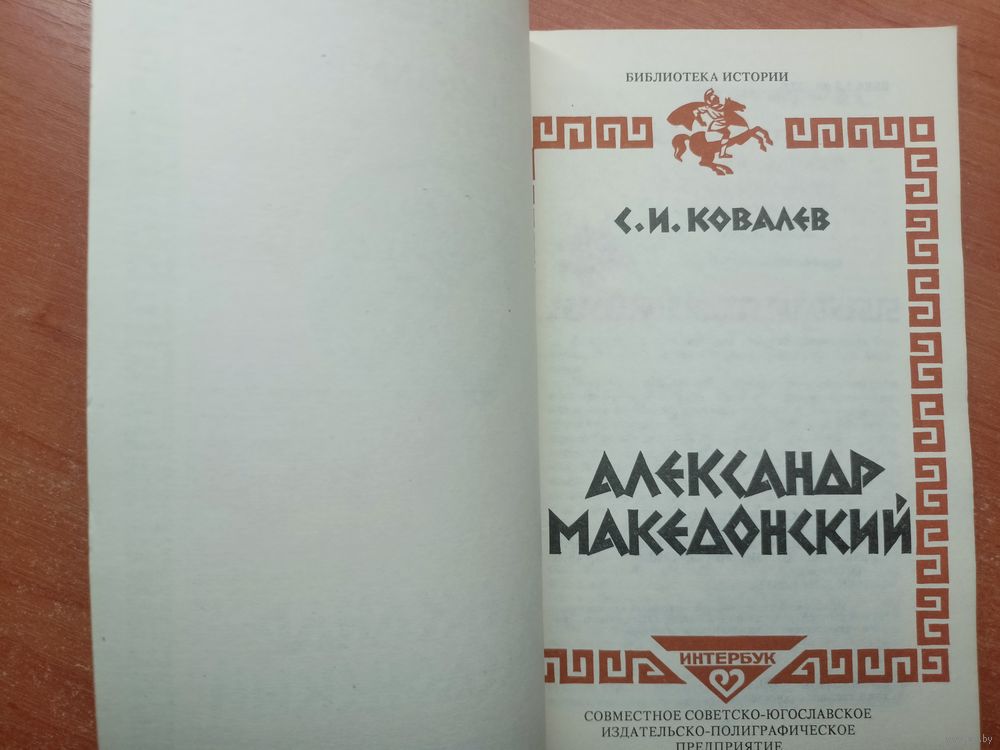 БИБЛИОТЕКА ИСТОРИИ
С.И. КОВАЛЕВ
АЛЕКСАНДР
МАКЕДОНСКИЙ
ИНТЕРБУК
СОВМЕСТНОЕ СОВЕТСКО-ЮГОСЛАВСКОЕ
ИЗДАТЕЛЬСКО-ПОЛИГРАФИЧЕСКОЕ
ПРЕДПРИЯТИЕ